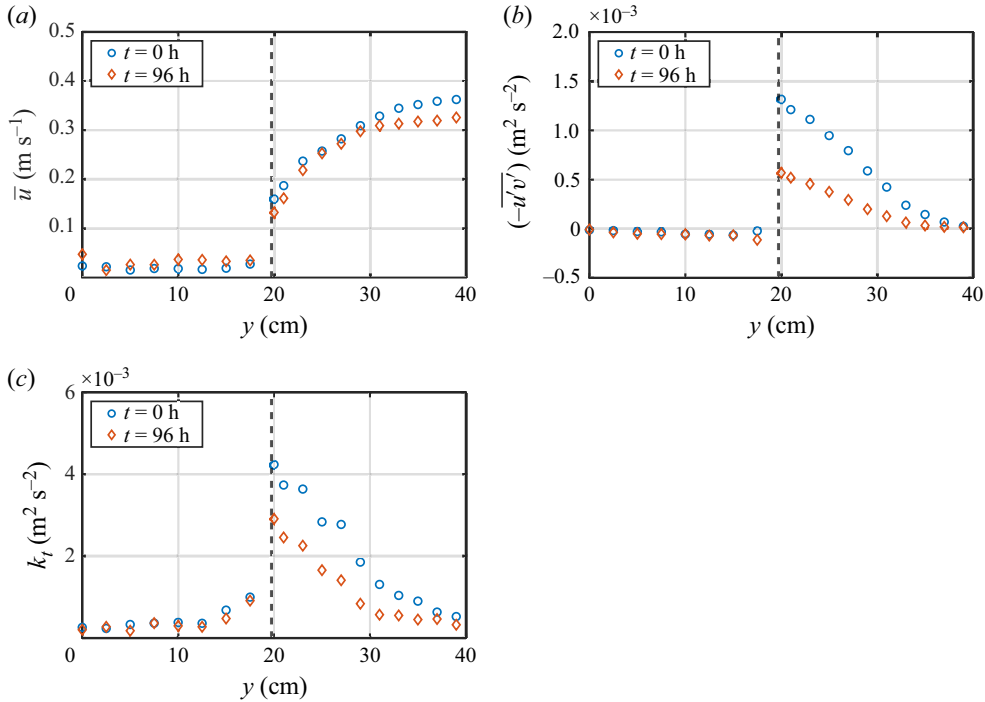 (a)
0.5
0.4
0.3
0.2
0.1
t = 0 h
t = 96 h
u̅ (m s⁻¹)
0 10 20 30 40
y (cm)
(b)
×10⁻³
2.0
1.5
1.0
0.5
0
–0.5
t = 0 h
t = 96 h
(–u′v′) (m² s⁻²)
0 10 20 30 40
y (cm)
(c)
×10⁻³
6
4
2
t = 0 h
t = 96 h
kₜ (m² s⁻²)
0 10 20 30 40
y (cm)